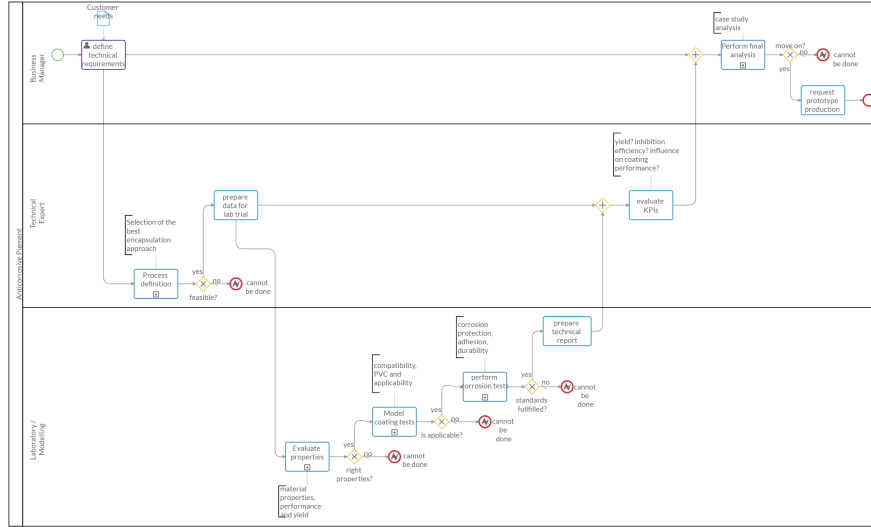 Anticorrosive Pigment
Business
Manager
Customer
needs
define
technical
requirements
case study
analysis
Perform final
analysis
move on?
no
yes
cannot
be done
request
prototype
production
Technical
Expert
Selection of the
best
encapsulation
approach
Process
definition
feasible?
yes
no
cannot
be done
prepare
data for
lab trial
yield? inhibition
efficiency? influence
on coating
performance?
evaluate
KPIs
Laboratory /
Modelling
Evaluate
properties
material
properties,
performance
and yield
right
properties?
yes
no
cannot
be done
compatibility,
PVC and
applicability
Model
coating tests
is applicable?
yes
no
cannot
be
done
corrosion
protection,
adhesion,
durability
perform
corrosion tests
standards
fullfilled?
yes
no
cannot
be
done
prepare
technical
report